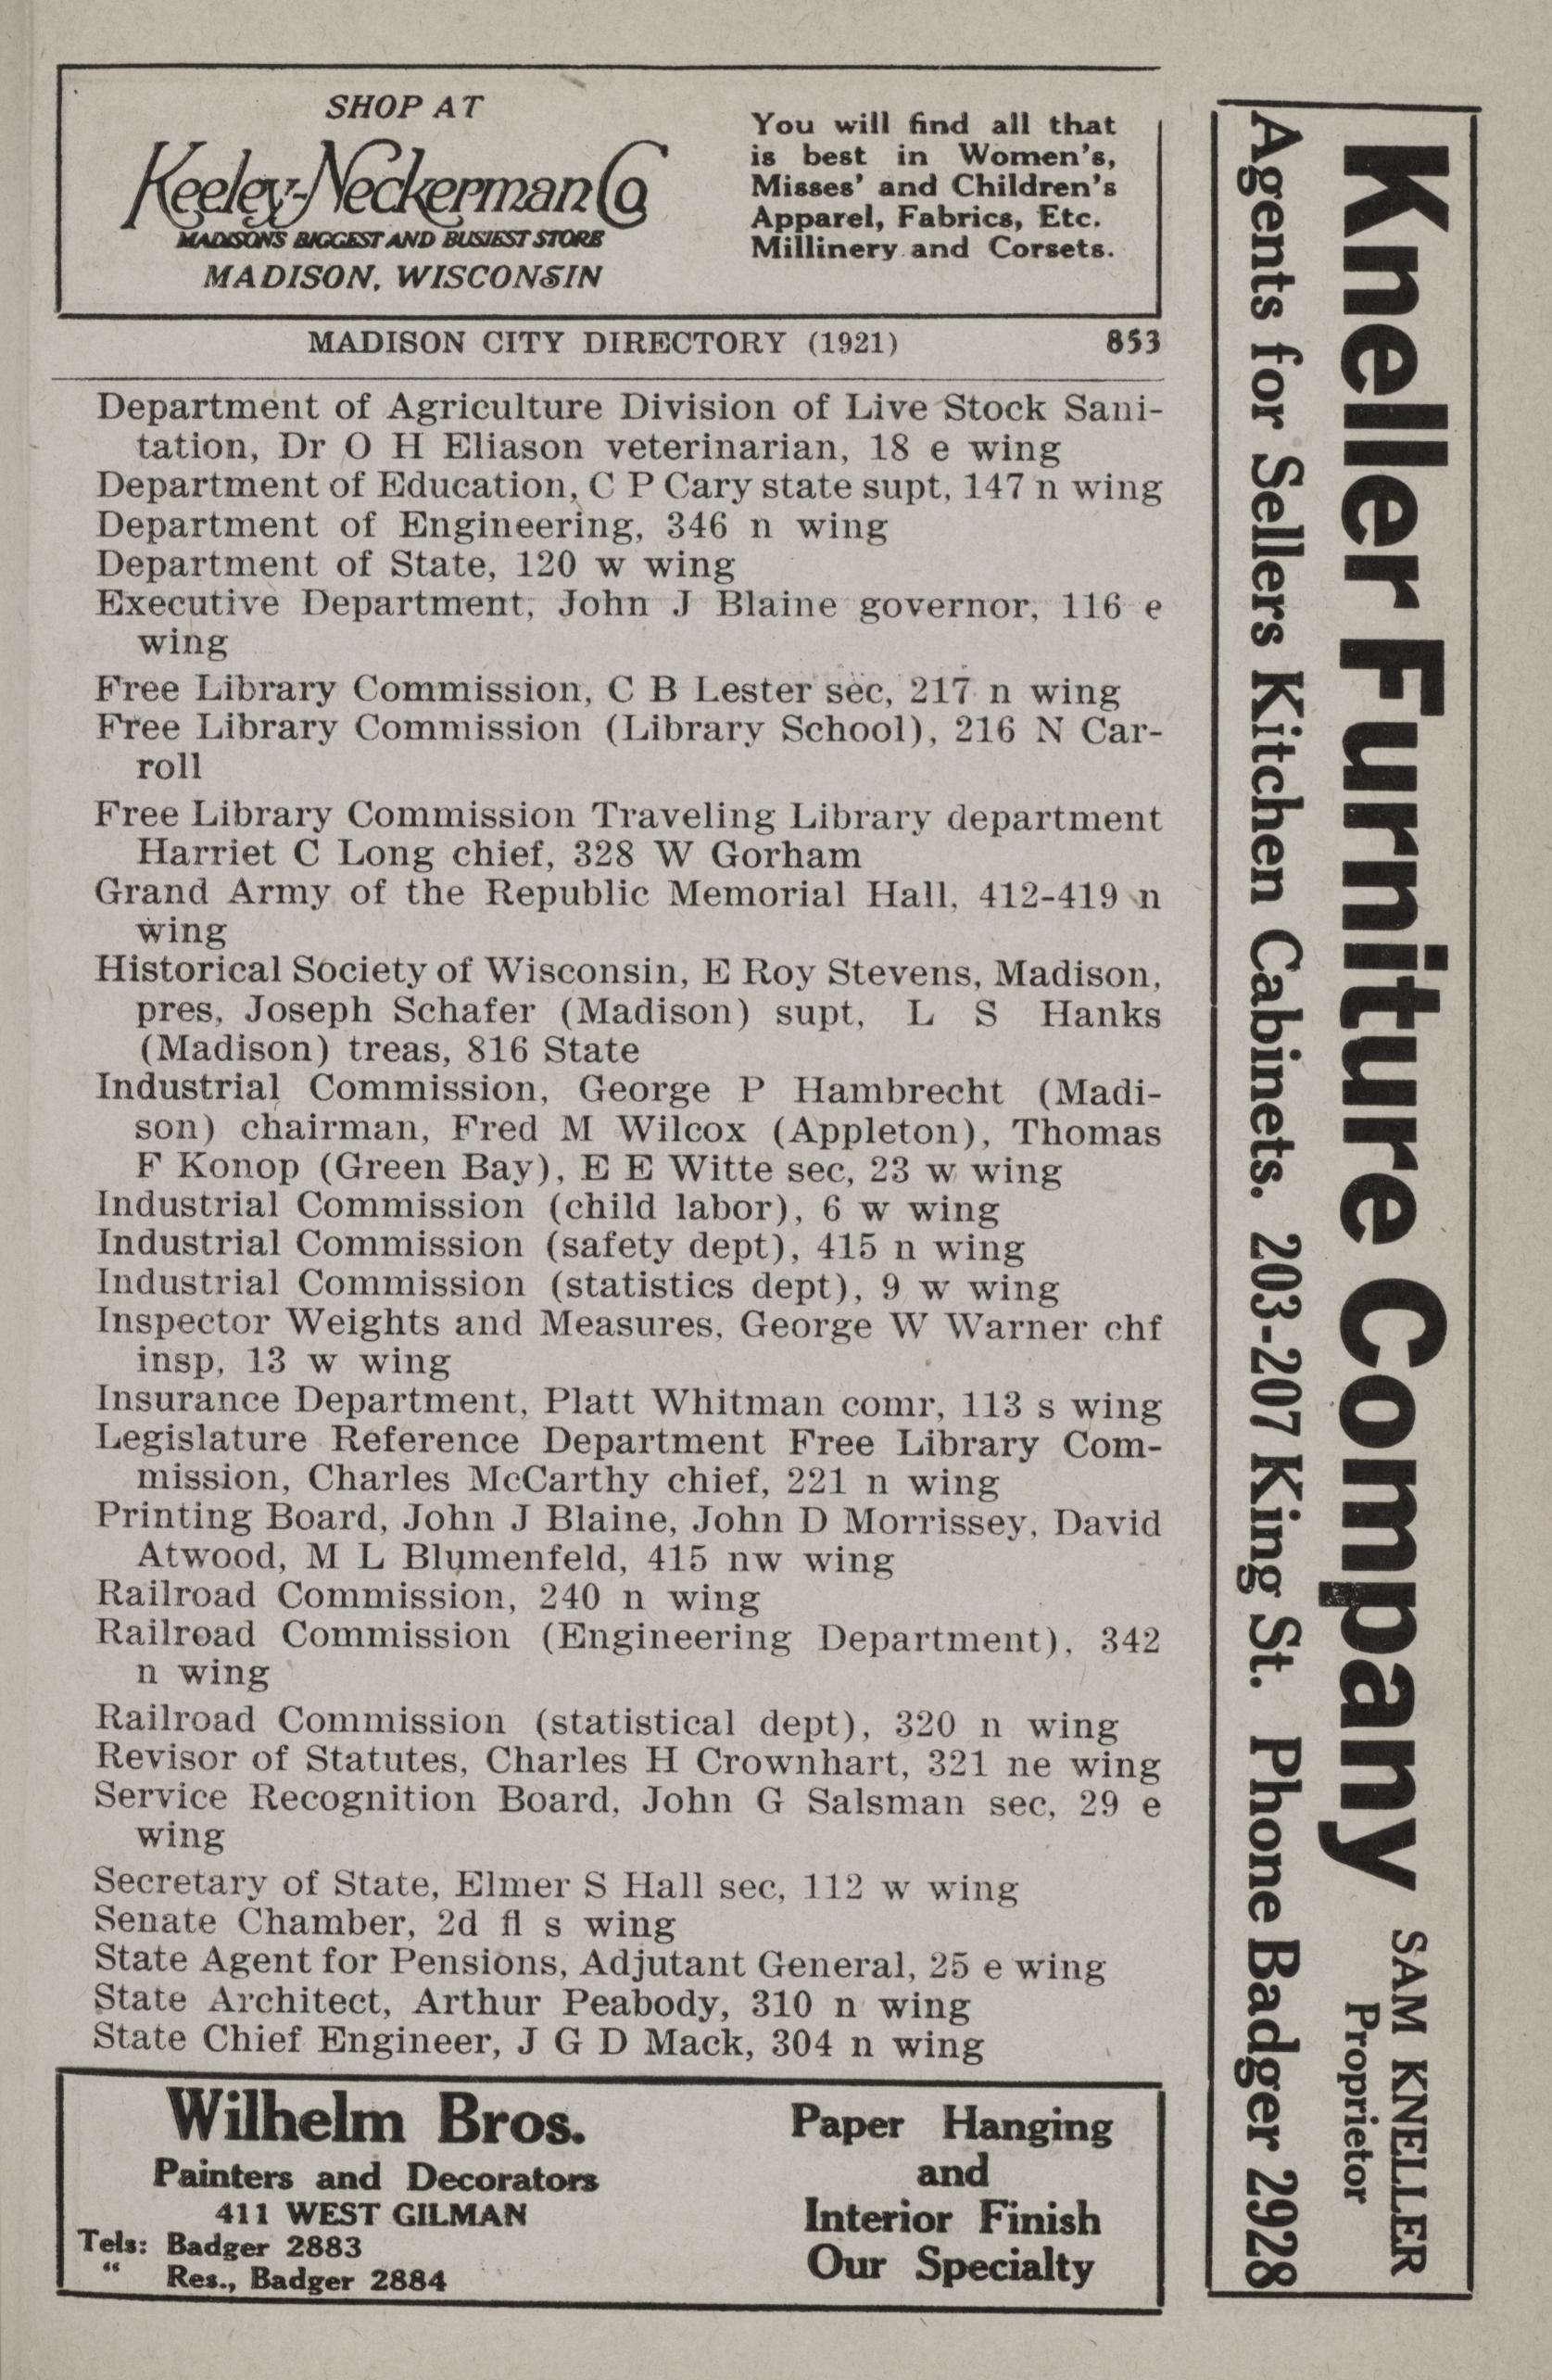 SHOP AT
Keeley-Neckerman Co
MADISON'S BIGGEST AND BUSIEST STORE
MADISON, WISCONSIN
You will find all that
is best in Women's,
Misses' and Children's
Apparel, Fabrics, Etc.
Millinery and Corsets.
MADISON CITY DIRECTORY (1921) 853
Department of Agriculture Division of Live Stock Sani-
tation, Dr O H Eliason veterinarian, 18 e wing
Department of Education, C P Cary state supt, 147 n wing
Department of Engineering, 346 n wing
Department of State, 120 w wing
Executive Department, John J Blaine governor, 116 e
wing
Free Library Commission, C B Lester sec, 217 n wing
Free Library Commission (Library School), 216 N Car-
roll
Free Library Commission Traveling Library department
Harriet C Long chief, 328 W Gorham
Grand Army of the Republic Memorial Hall, 412-419 n
wing
Historical Society of Wisconsin, E Roy Stevens, Madison,
pres, Joseph Schafer (Madison) supt, L S Hanks
(Madison) treas, 816 State
Industrial Commission, George P Hambrecht (Madi-
son) chairman, Fred M Wilcox (Appleton), Thomas
F Konop (Green Bay), E E Witte sec, 23 w wing
Industrial Commission (child labor), 6 w wing
Industrial Commission (safety dept), 415 n wing
Industrial Commission (statistics dept), 9 w wing
Inspector Weights and Measures, George W Warner chf
insp, 13 w wing
Insurance Department, Platt Whitman comr, 113 s wing
Legislature Reference Department Free Library Com-
mission, Charles McCarthy chief, 221 n wing
Printing Board, John J Blaine, John D Morrissey, David
Atwood, M L Blumenfeld, 415 nw wing
Railroad Commission, 240 n wing
Railroad Commission (Engineering Department), 342
n wing
Railroad Commission (statistical dept), 320 n wing
Revisor of Statutes, Charles H Crownhart, 321 ne wing
Service Recognition Board, John G Salsman sec, 29 e
wing
Secretary of State, Elmer S Hall sec, 112 w wing
Senate Chamber, 2d fl s wing
State Agent for Pensions, Adjutant General, 25 e wing
State Architect, Arthur Peabody, 310 n wing
State Chief Engineer, J G D Mack, 304 n wing
Wilhelm Bros.
Painters and Decorators
411 WEST GILMAN
Tels: Badger 2883
" Res., Badger 2884
Paper Hanging
and
Interior Finish
Our Specialty
Kneller Furniture Company
SAM KNELLER
Proprietor
Agents for Sellers Kitchen Cabinets. 203-207 King St. Phone Badger 2928